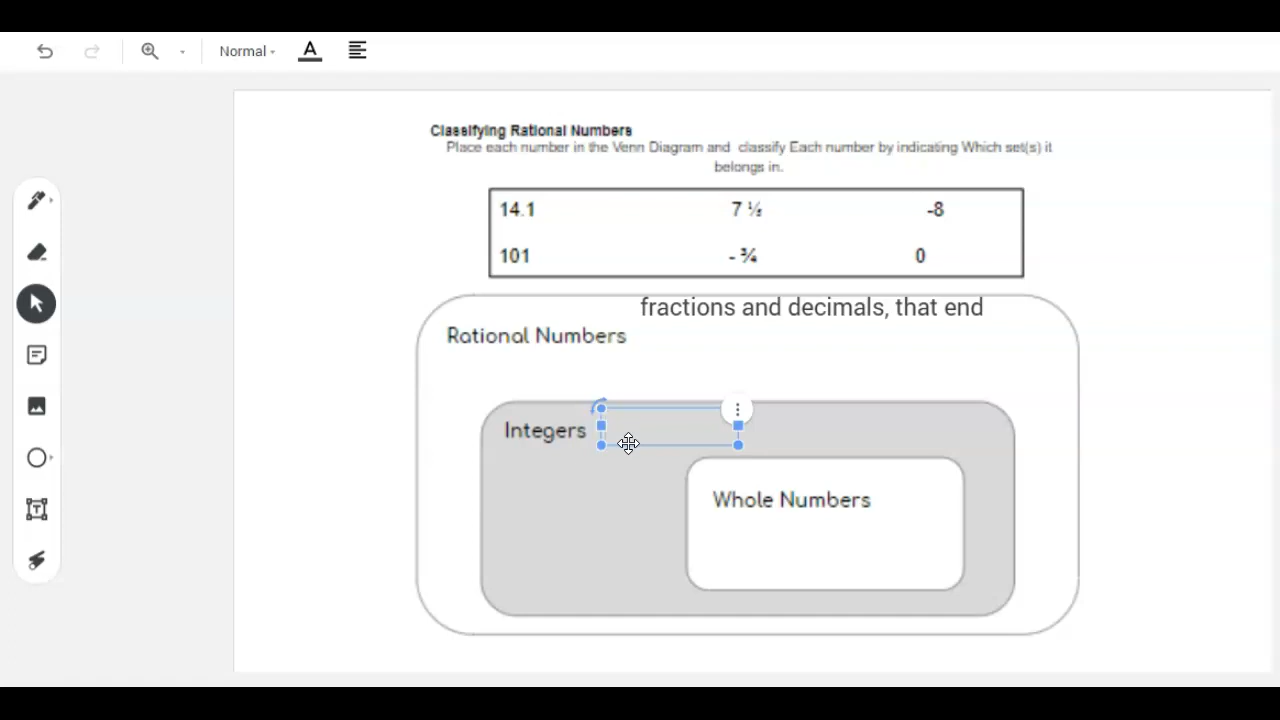 Normal
Classifying Rational Numbers
Place each number in the Venn Diagram and classify Each number by indicating Which set(s) it
belongs in.
14.1 7 ⅓ -8
101 - ¾ 0
fractions and decimals, that end
Rational Numbers
Integers
Whole Numbers